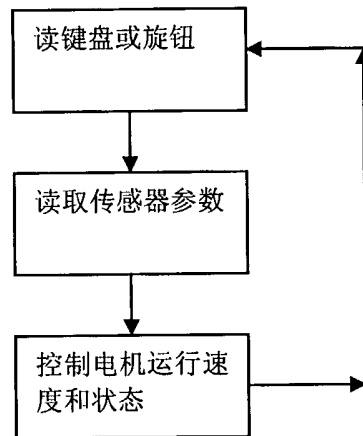 读键盘或旋钮
读取传感器参数
控制电机运行速
度和状态